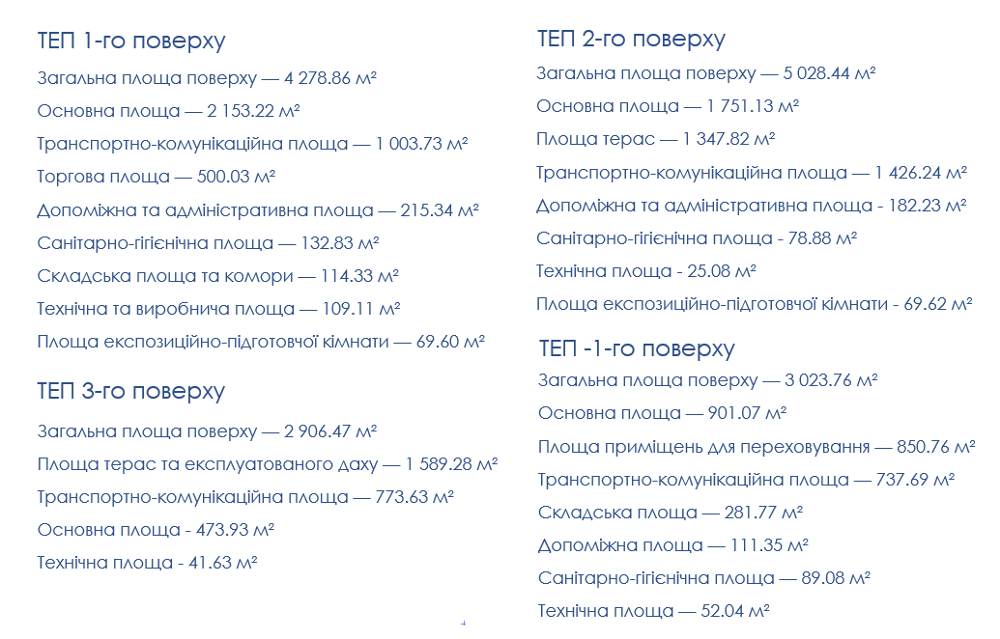 ТЕП 1-го поверху
Загальна площа поверху — 4 278.86 м²
Основна площа — 2 153.22 м²
Транспортно-комунікаційна площа — 1 003.73 м²
Торгова площа — 500.03 м²
Допоміжна та адміністративна площа — 215.34 м²
Санітарно-гігієнічна площа — 132.83 м²
Складська площа та комори — 114.33 м²
Технічна та виробнича площа — 109.11 м²
Площа експозиційно-підготовчої кімнати — 69.60 м²
ТЕП 3-го поверху
Загальна площа поверху — 2 906.47 м²
Площа терас та експлуатованого даху — 1 589.28 м²
Транспортно-комунікаційна площа — 773.63 м²
Основна площа - 473.93 м²
Технічна площа - 41.63 м²
ТЕП 2-го поверху
Загальна площа поверху — 5 028.44 м²
Основна площа — 1 751.13 м²
Площа терас — 1 347.82 м²
Транспортно-комунікаційна площа — 1 426.24 м²
Допоміжна та адміністративна площа - 182.23 м²
Санітарно-гігієнічна площа - 78.88 м²
Технічна площа - 25.08 м²
Площа експозиційно-підготовчої кімнати - 69.62 м²
ТЕП -1-го поверху
Загальна площа поверху — 3 023.76 м²
Основна площа — 901.07 м²
Площа приміщень для переховування — 850.76 м²
Транспортно-комунікаційна площа — 737.69 м²
Складська площа — 281.77 м²
Допоміжна площа — 111.35 м²
Санітарно-гігієнічна площа — 89.08 м²
Технічна площа — 52.04 м²